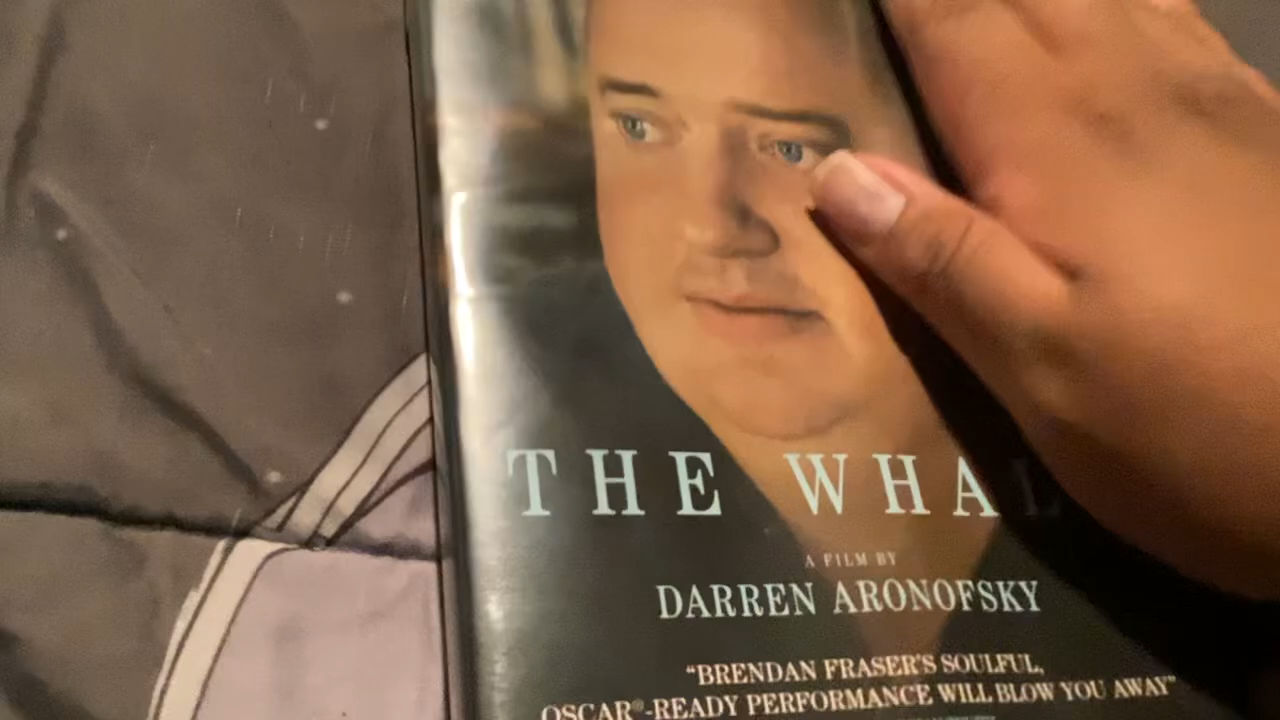 THE WHAL
A FILM BY
DARREN ARONOFSKY
“BRENDAN FRASER'S SOULFUL,
OSCAR®-READY PERFORMANCE WILL BLOW YOU AWAY”